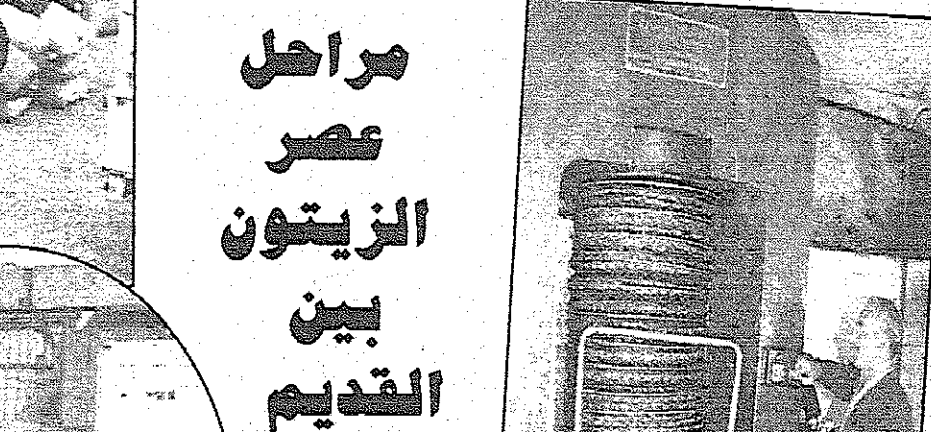 مراحل
عصر
الزيتون
بين
القديم